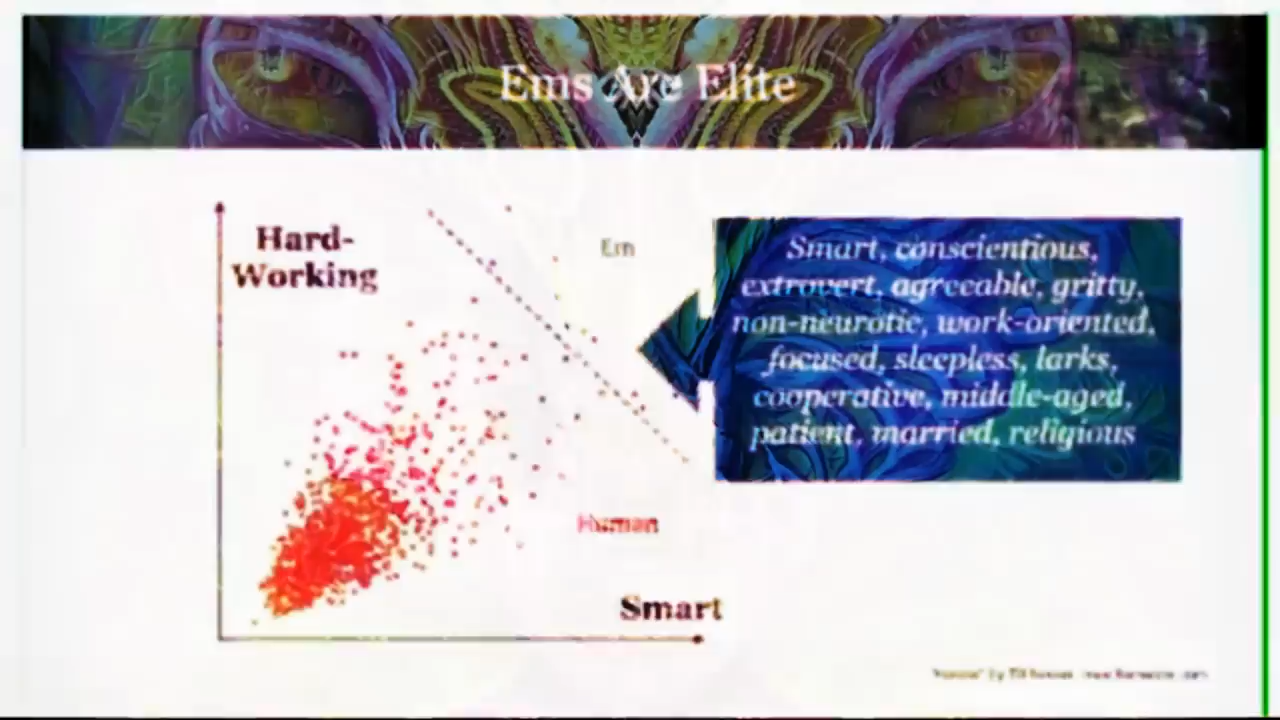 Ems Are Elite
Hard-
Working
Em
Smart, conscientious,
extrovert, agreeable, gritty,
non-neurotic, work-oriented,
focused, sleepless, larks,
cooperative, middle-aged,
patient, married, religious
Human
Smart